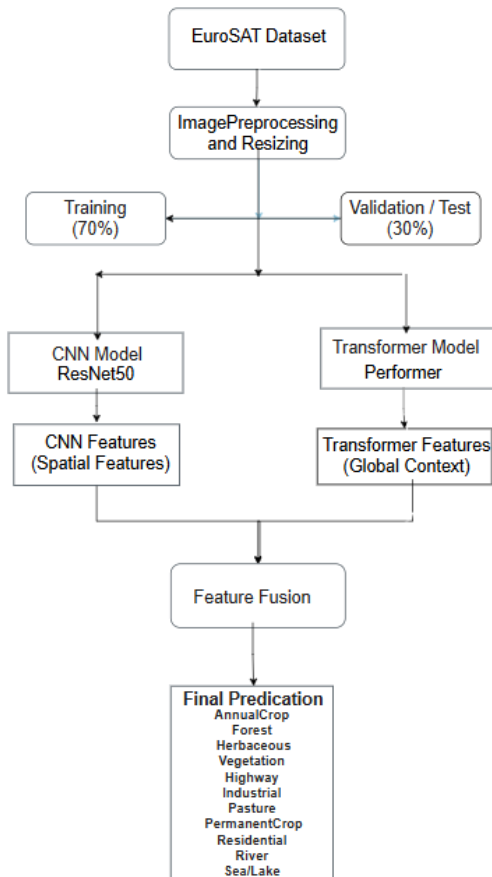 EuroSAT Dataset
ImagePreprocessing
and Resizing
Training
(70%)
Validation / Test
(30%)
CNN Model
ResNet50
Transformer Model
Performer
CNN Features
(Spatial Features)
Transformer Features
(Global Context)
Feature Fusion
Final Predication
AnnualCrop
Forest
Herbaceous
Vegetation
Highway
Industrial
Pasture
PermanentCrop
Residential
River
Sea/Lake